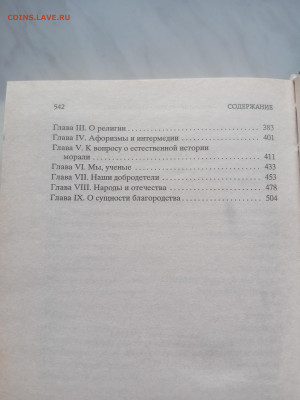 COINS.LAVE.RU
542 СОДЕРЖАНИЕ
Глава III. О религии 383
Глава IV. Афоризмы и интермедии 401
Глава V. К вопросу о естественной истории
морали 411
Глава VI. Мы, ученые 433
Глава VII. Наши добродетели 453
Глава VIII. Народы и отечества 478
Глава IX. О сущности благородства 504